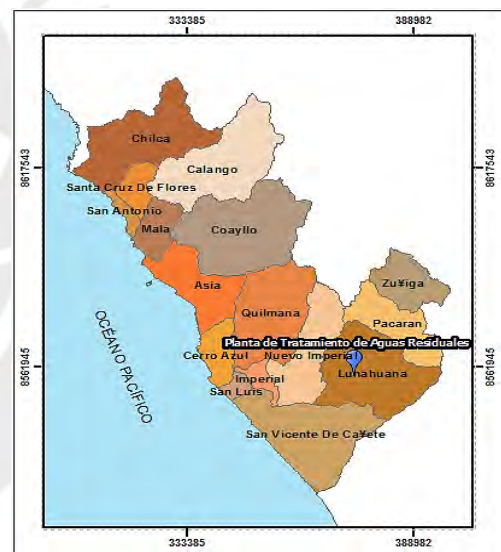 333385 388982
8617543 8617543
Chilca
Calango
Santa Cruz De Flores
San Antonio
Mala
Coayllo
Asia
Zu¥iga
Quilmana
Pacaran
OCÉANO PACÍFICO
Planta de Tratamiento de Aguas Residuales
Cerro Azul
Nuevo Imperial
8561945 8561945
Lunahuana
Imperial
San Luis
San Vicente De Ca¥ete
333385 388982